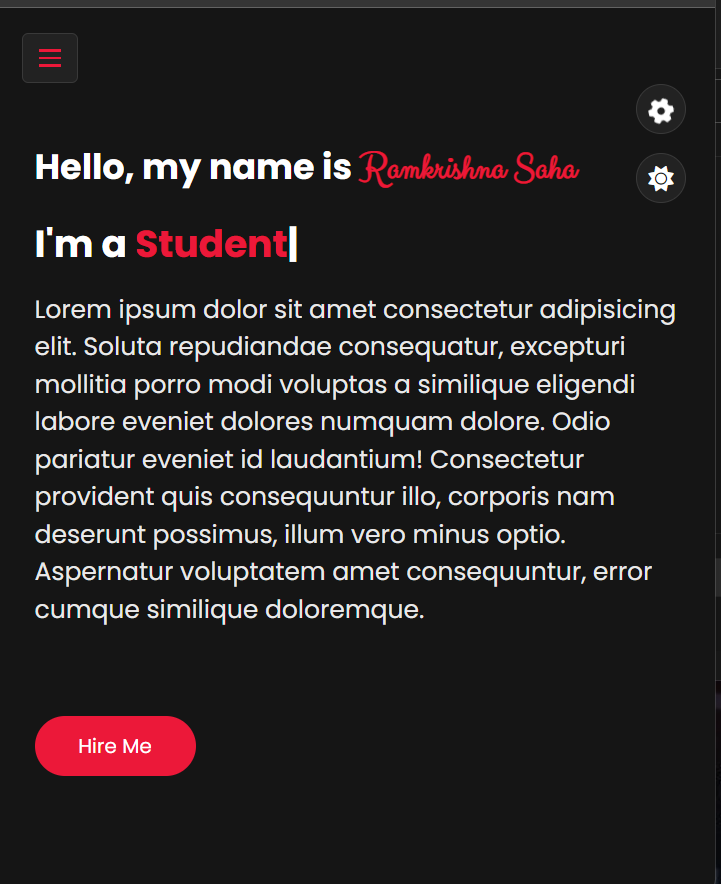 Hello, my name is Ramkrishna Saha
I'm a Student|
Lorem ipsum dolor sit amet consectetur adipisicing
elit. Soluta repudiandae consequatur, excepturi
mollitia porro modi voluptas a similique eligendi
labore eveniet dolores numquam dolore. Odio
pariatur eveniet id laudantium! Consectetur
provident quis consequuntur illo, corporis nam
deserunt possimus, illum vero minus optio.
Aspernatur voluptatem amet consequuntur, error
cumque similique doloremque.
Hire Me